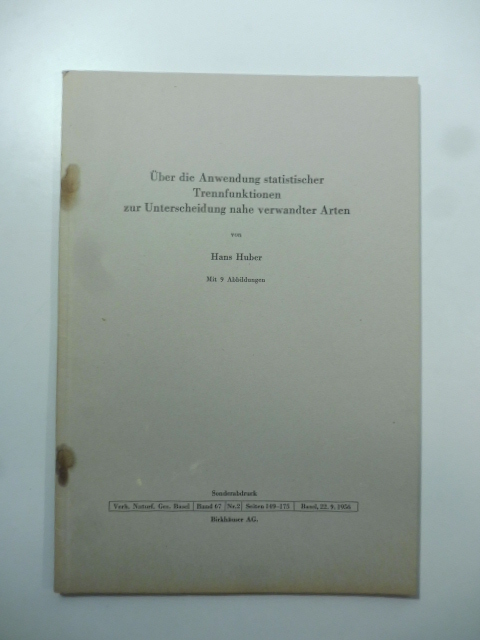 Über die Anwendung statistischer
Trennfunktionen
zur Unterscheidung nahe verwandter Arten
von
Hans Huber
Mit 9 Abbildungen
Sonderabdruck
Verh. Naturf. Ges. Basel | Band 67 | Nr. 2 | Seiten 149–175 | Basel, 22. 9. 1956
Birkhäuser AG.